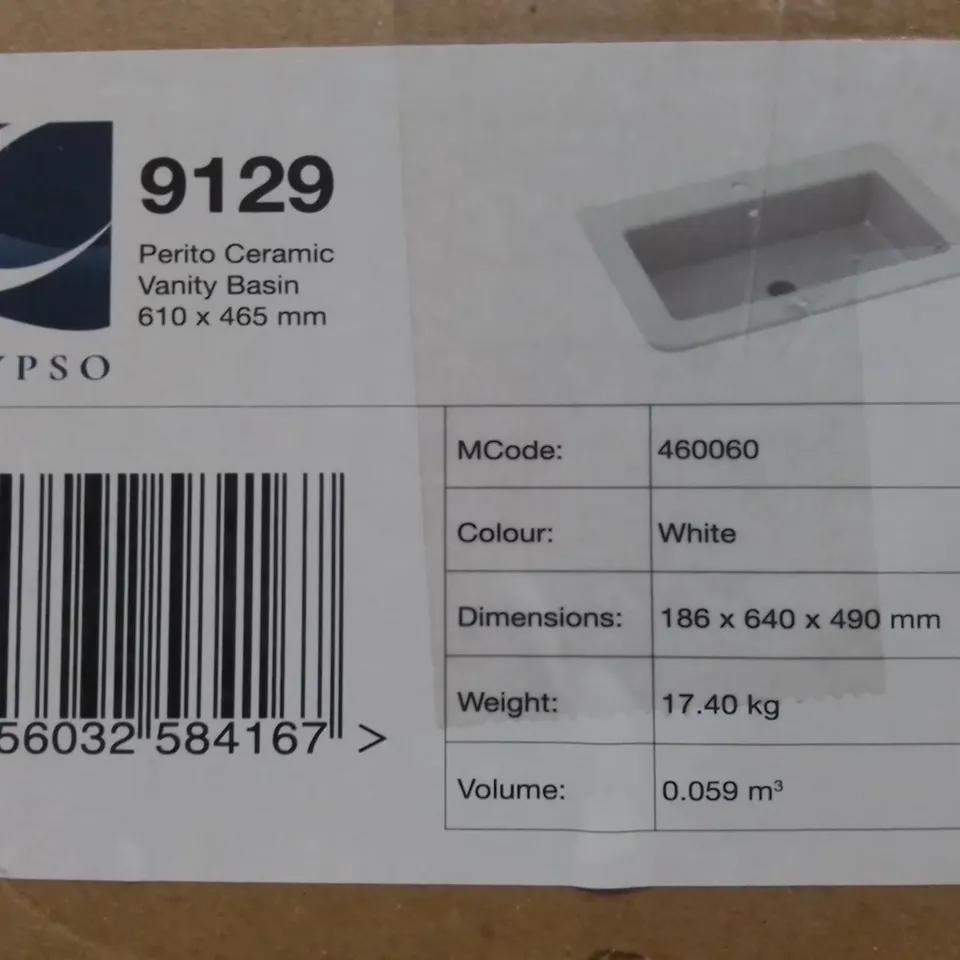 9129
Perito Ceramic
Vanity Basin
610 x 465 mm
YPSO
MCode: 460060
Colour: White
Dimensions: 186 x 640 x 490 mm
Weight: 17.40 kg
Volume: 0.059 m³
56032 584167 >